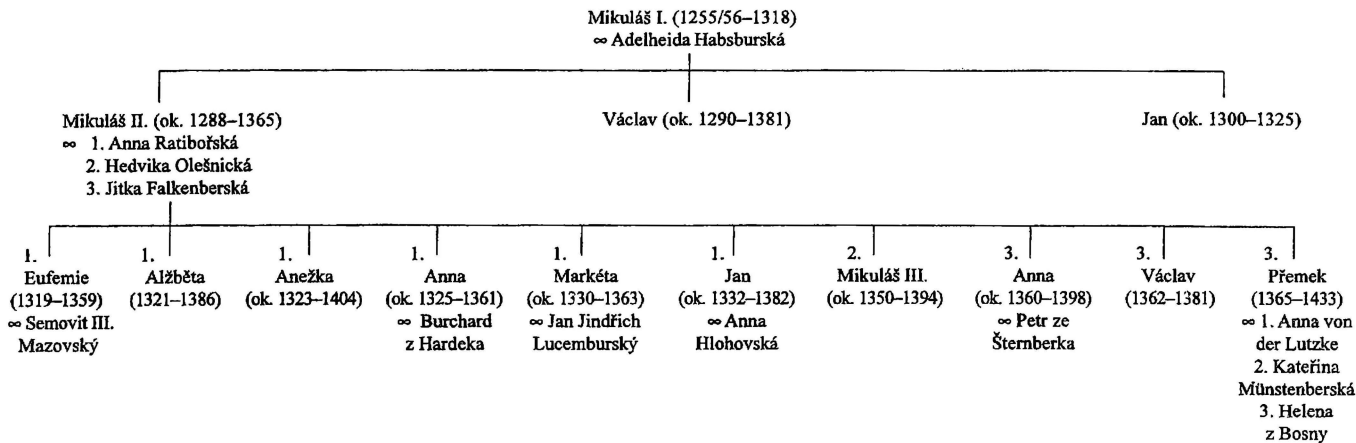 Mikuláš I. (1255/56–1318)
∞ Adelheida Habsburská
Mikuláš II. (ok. 1288–1365)
∞ 1. Anna Ratibořská
2. Hedvika Olešnická
3. Jitka Falkenberská
Václav (ok. 1290–1381)
Jan (ok. 1300–1325)
1.
Eufemie
(1319–1359)
∞ Semovit III.
Mazovský
1.
Alžběta
(1321–1386)
1.
Anežka
(ok. 1323–1404)
1.
Anna
(ok. 1325–1361)
∞ Burchard
z Hardeka
1.
Markéta
(ok. 1330–1363)
∞ Jan Jindřich
Lucemburský
1.
Jan
(ok. 1332–1382)
∞ Anna
Hlohovská
2.
Mikuláš III.
(ok. 1350–1394)
3.
Anna
(ok. 1360–1398)
∞ Petr ze
Šternberka
3.
Václav
(1362–1381)
3.
Přemek
(1365–1433)
∞ 1. Anna von
der Lutzke
2. Kateřina
Münstenberská
3. Helena
z Bosny